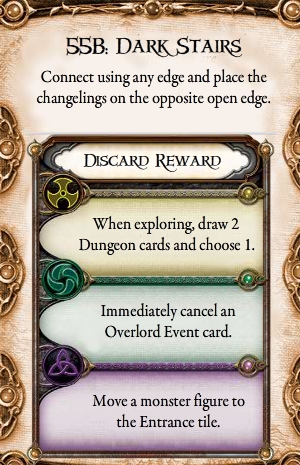 55B: Dark Stairs
Connect using any edge and place the
changelings on the opposite open edge.
Discard Reward
When exploring, draw 2
Dungeon cards and choose 1.
Immediately cancel an
Overlord Event card.
Move a monster figure to
the Entrance tile.